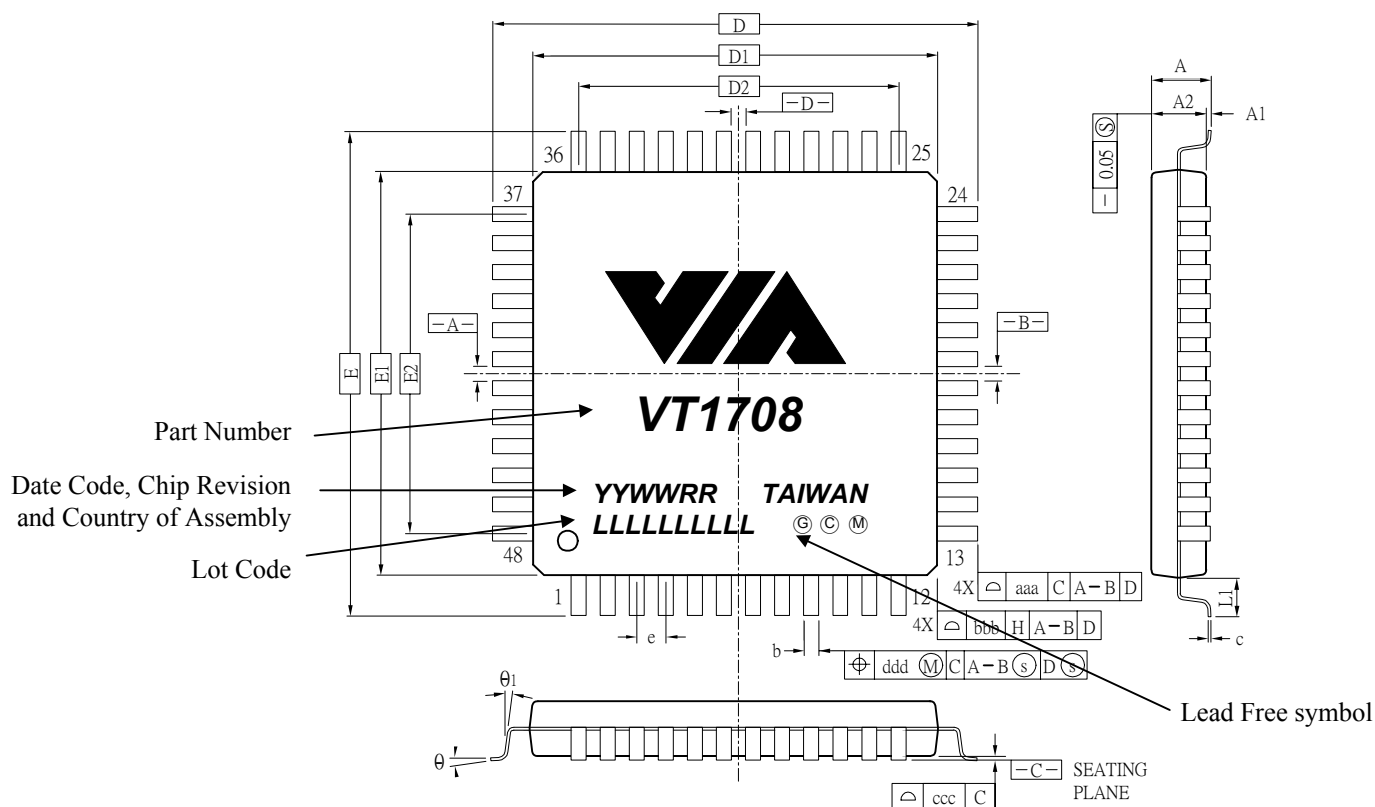 D
D1
D2
-D-
36
25
37
24
A
A2
A1
- 0.05 Ⓢ
VIA
-A-
-B-
E
E1
E2
VT1708
Part Number
Date Code, Chip Revision
and Country of Assembly
YYWWRR TAIWAN
LLLLLLLLLL Ⓖ Ⓒ Ⓜ
Lot Code
48
13
1
12
4X ⌓ aaa C A-B D
4X ⌓ bbb H A-B D
e
b
⌖ ddd Ⓜ C A-B ⓢ D ⓢ
L1
c
Lead Free symbol
θ1
θ
-C- SEATING
PLANE
⌓ ccc C